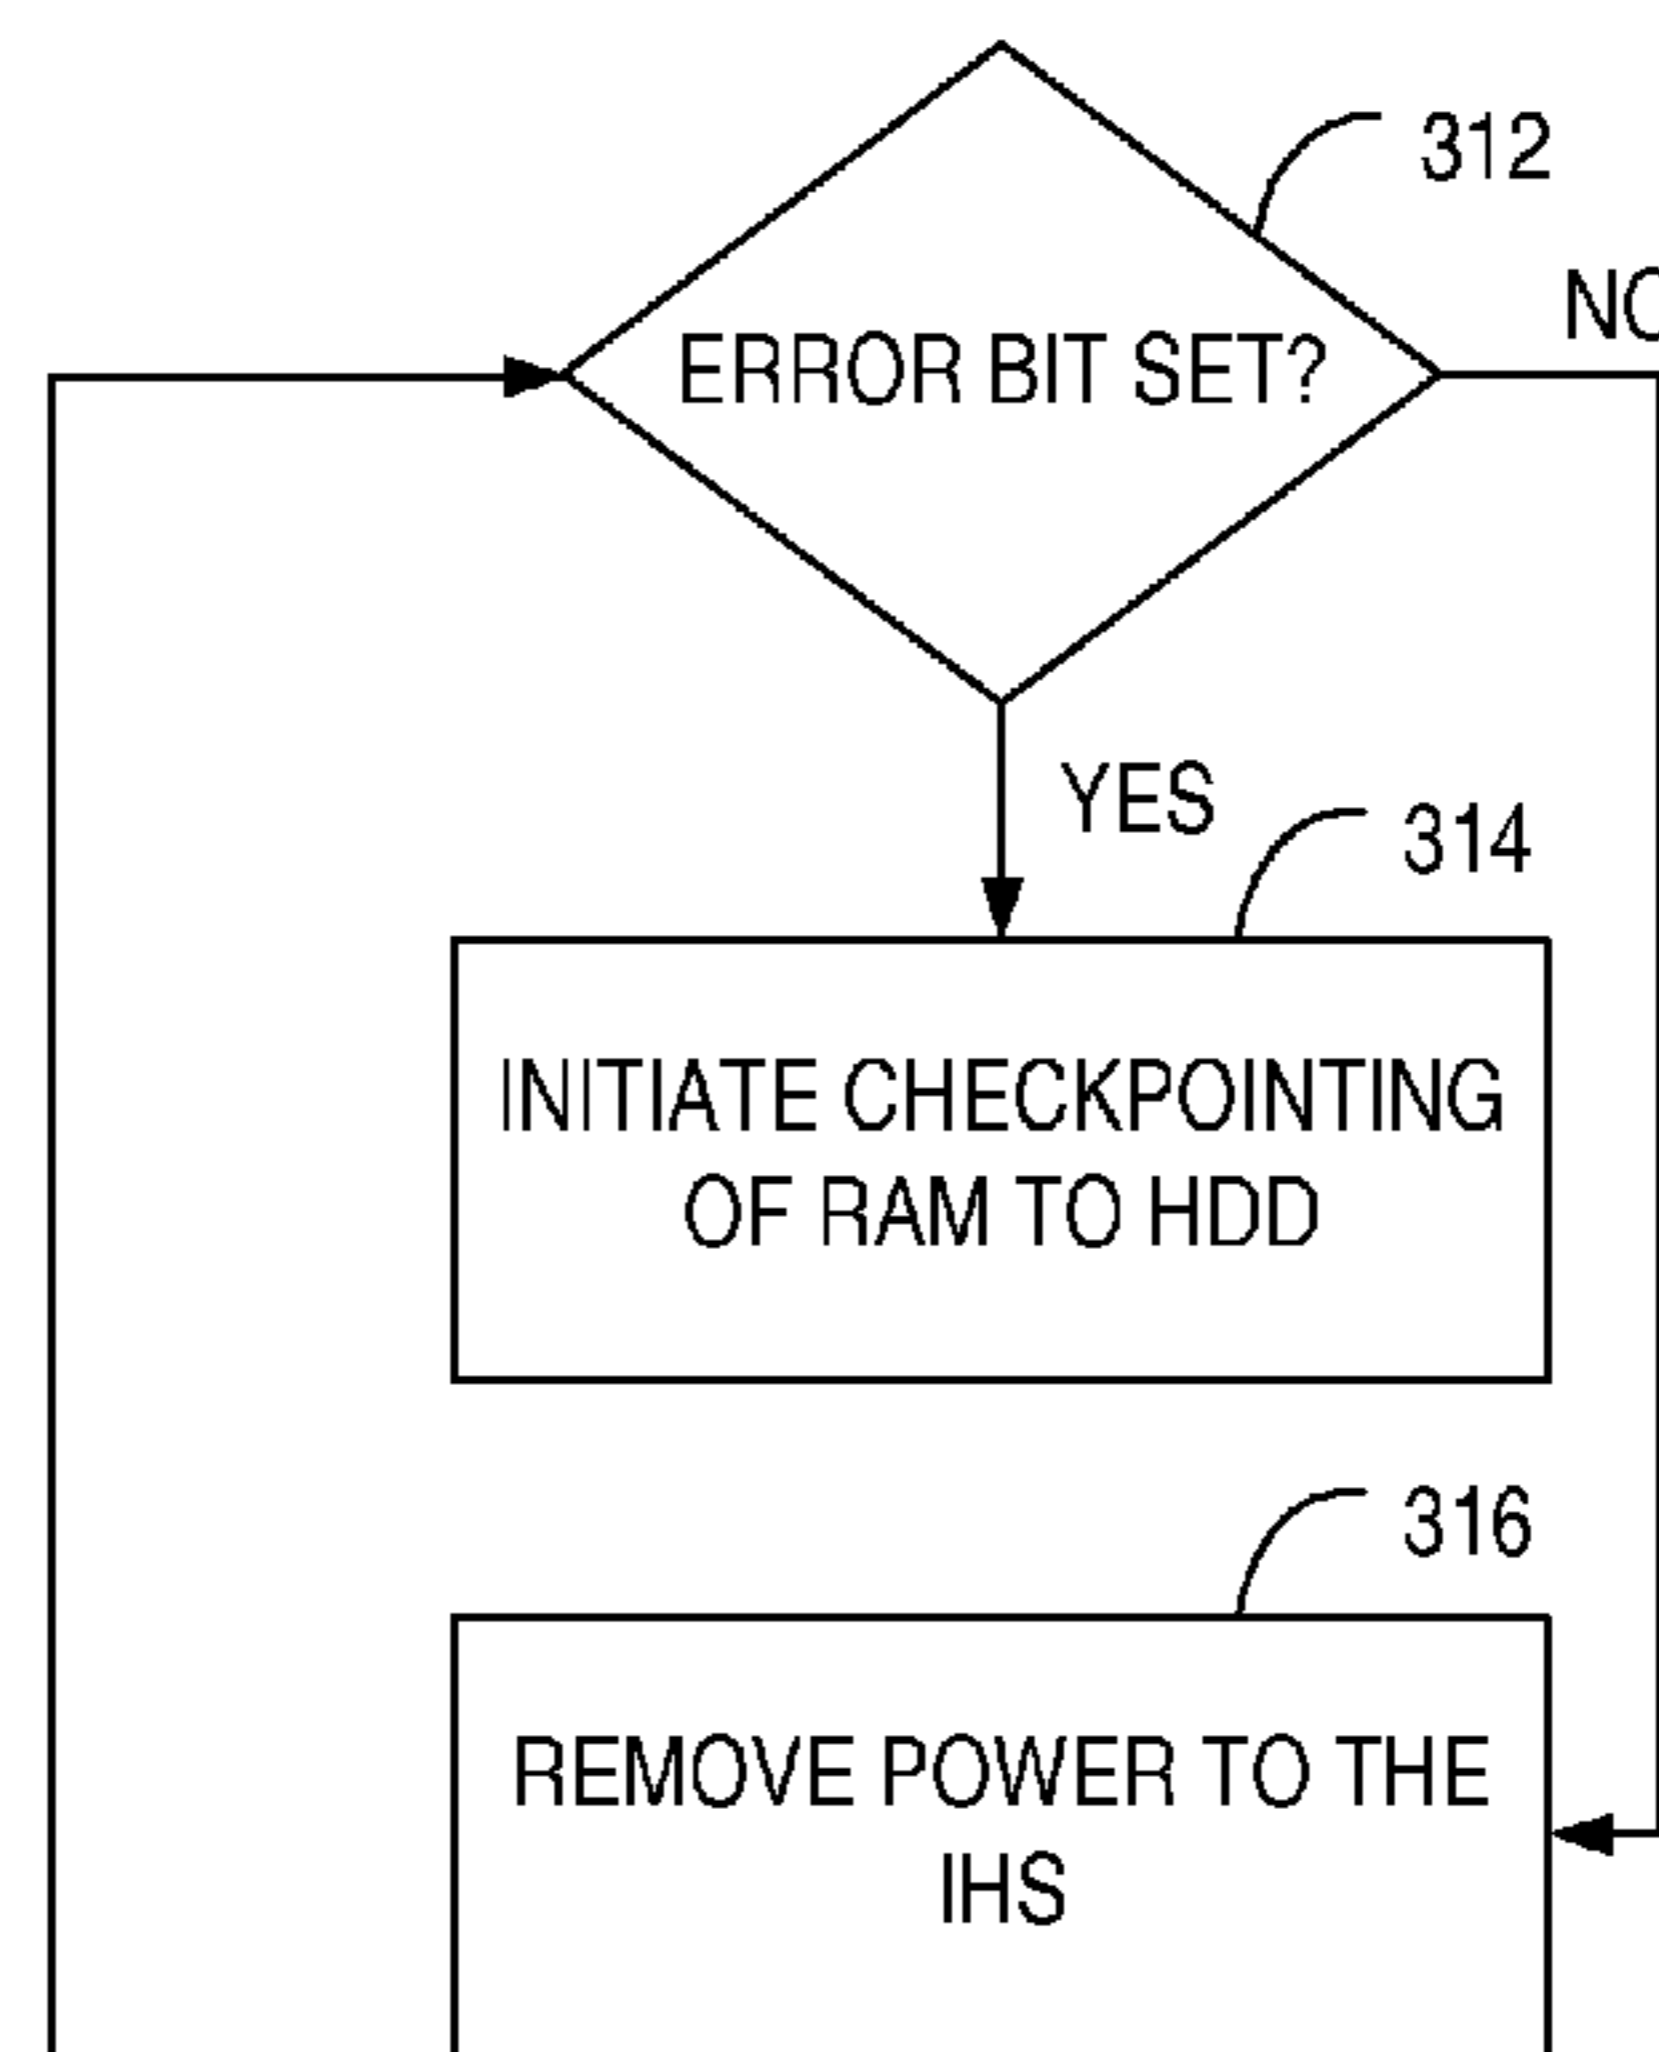 312
NO
ERROR BIT SET?
YES
314
INITIATE CHECKPOINTING
OF RAM TO HDD
316
REMOVE POWER TO THE
IHS